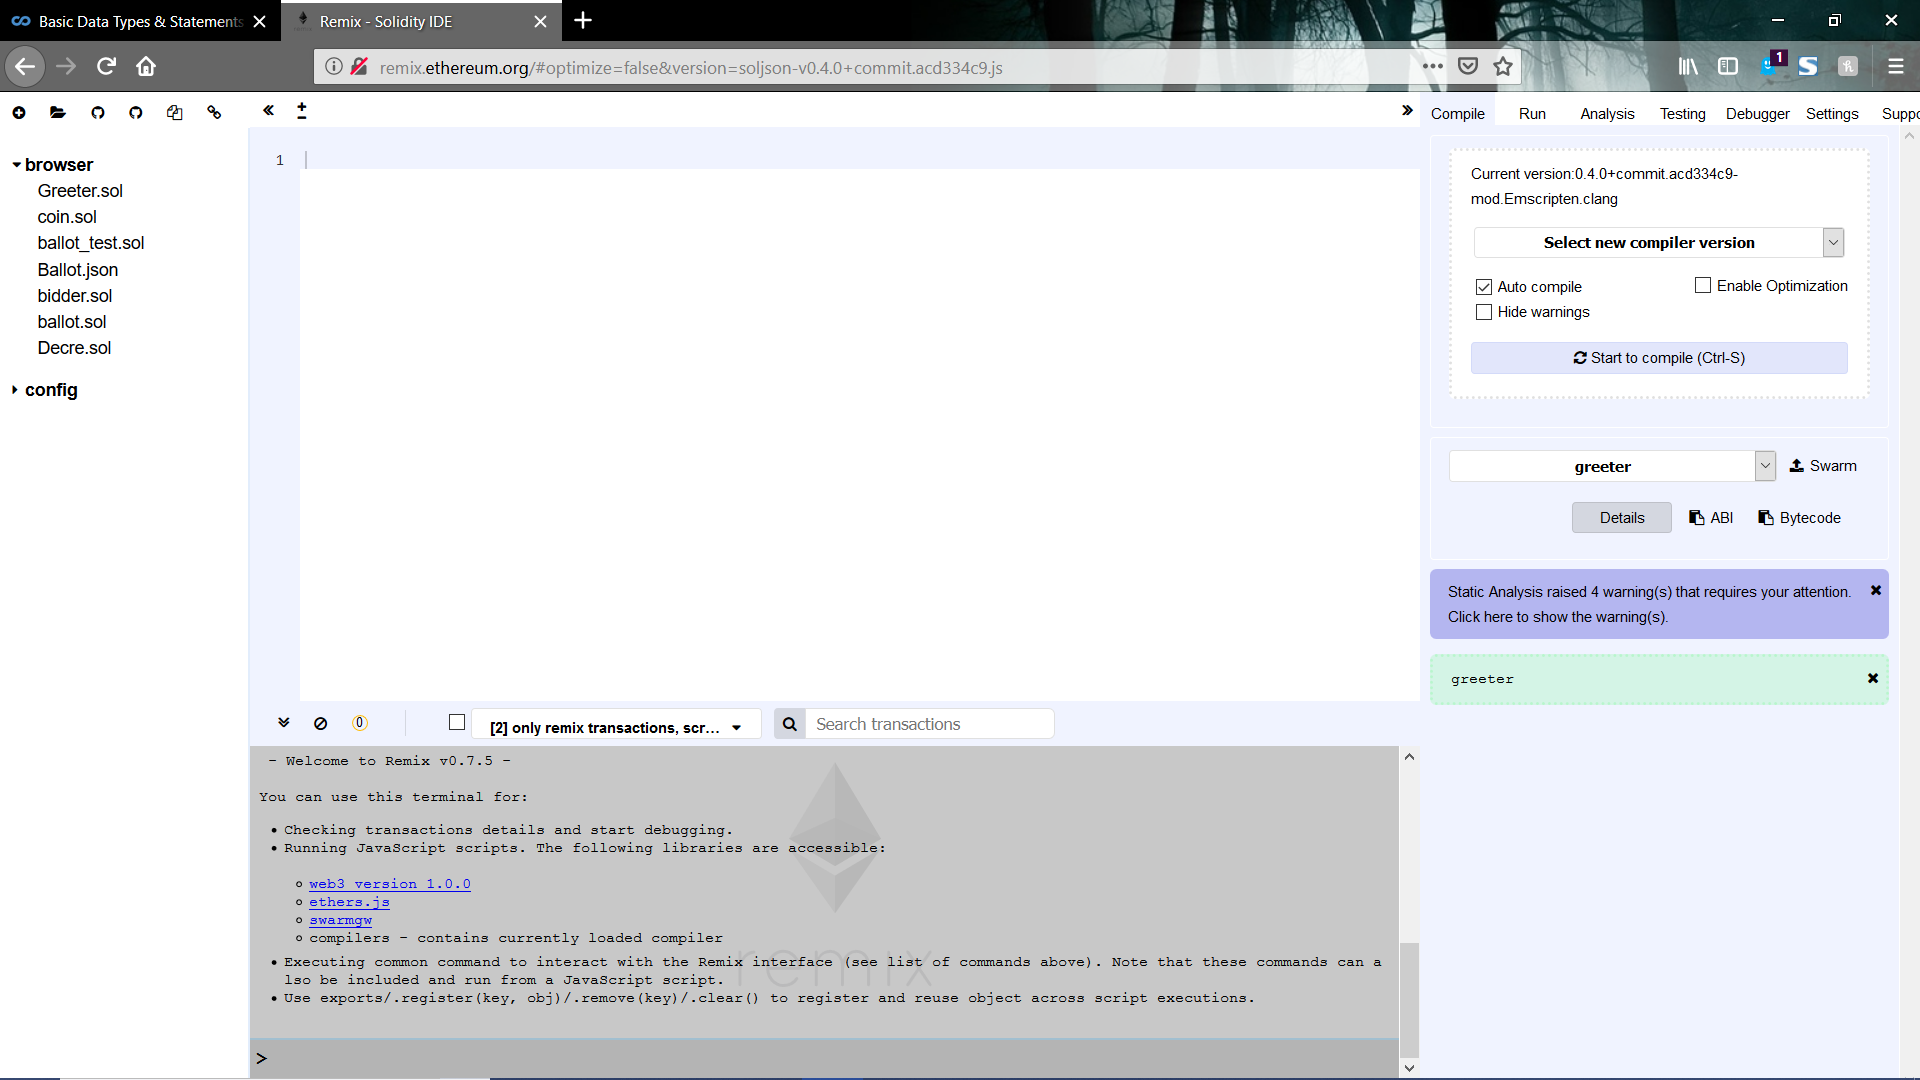 Basic Data Types & Statements
Remix - Solidity IDE
remix.ethereum.org/#optimize=false&version=soljson-v0.4.0+commit.acd334c9.js
1
browser
Greeter.sol
coin.sol
ballot_test.sol
Ballot.json
bidder.sol
ballot.sol
Decre.sol
config
1
Compile Run Analysis Testing Debugger Settings Suppo
Current version:0.4.0+commit.acd334c9-
mod.Emscripten.clang
Select new compiler version
Auto compile
Enable Optimization
Hide warnings
Start to compile (Ctrl-S)
greeter
Swarm
Details
ABI
Bytecode
Static Analysis raised 4 warning(s) that requires your attention.
Click here to show the warning(s).
greeter
0
[2] only remix transactions, scr...
Search transactions
- Welcome to Remix v0.7.5 -
You can use this terminal for:
Checking transactions details and start debugging.
Running JavaScript scripts. The following libraries are accessible:
web3 version 1.0.0
ethers.js
swarmgw
compilers - contains currently loaded compiler
Executing common command to interact with the Remix interface (see list of commands above). Note that these commands can a
lso be included and run from a JavaScript script.
Use exports/.register(key, obj)/.remove(key)/.clear() to register and reuse object across script executions.
remix
>